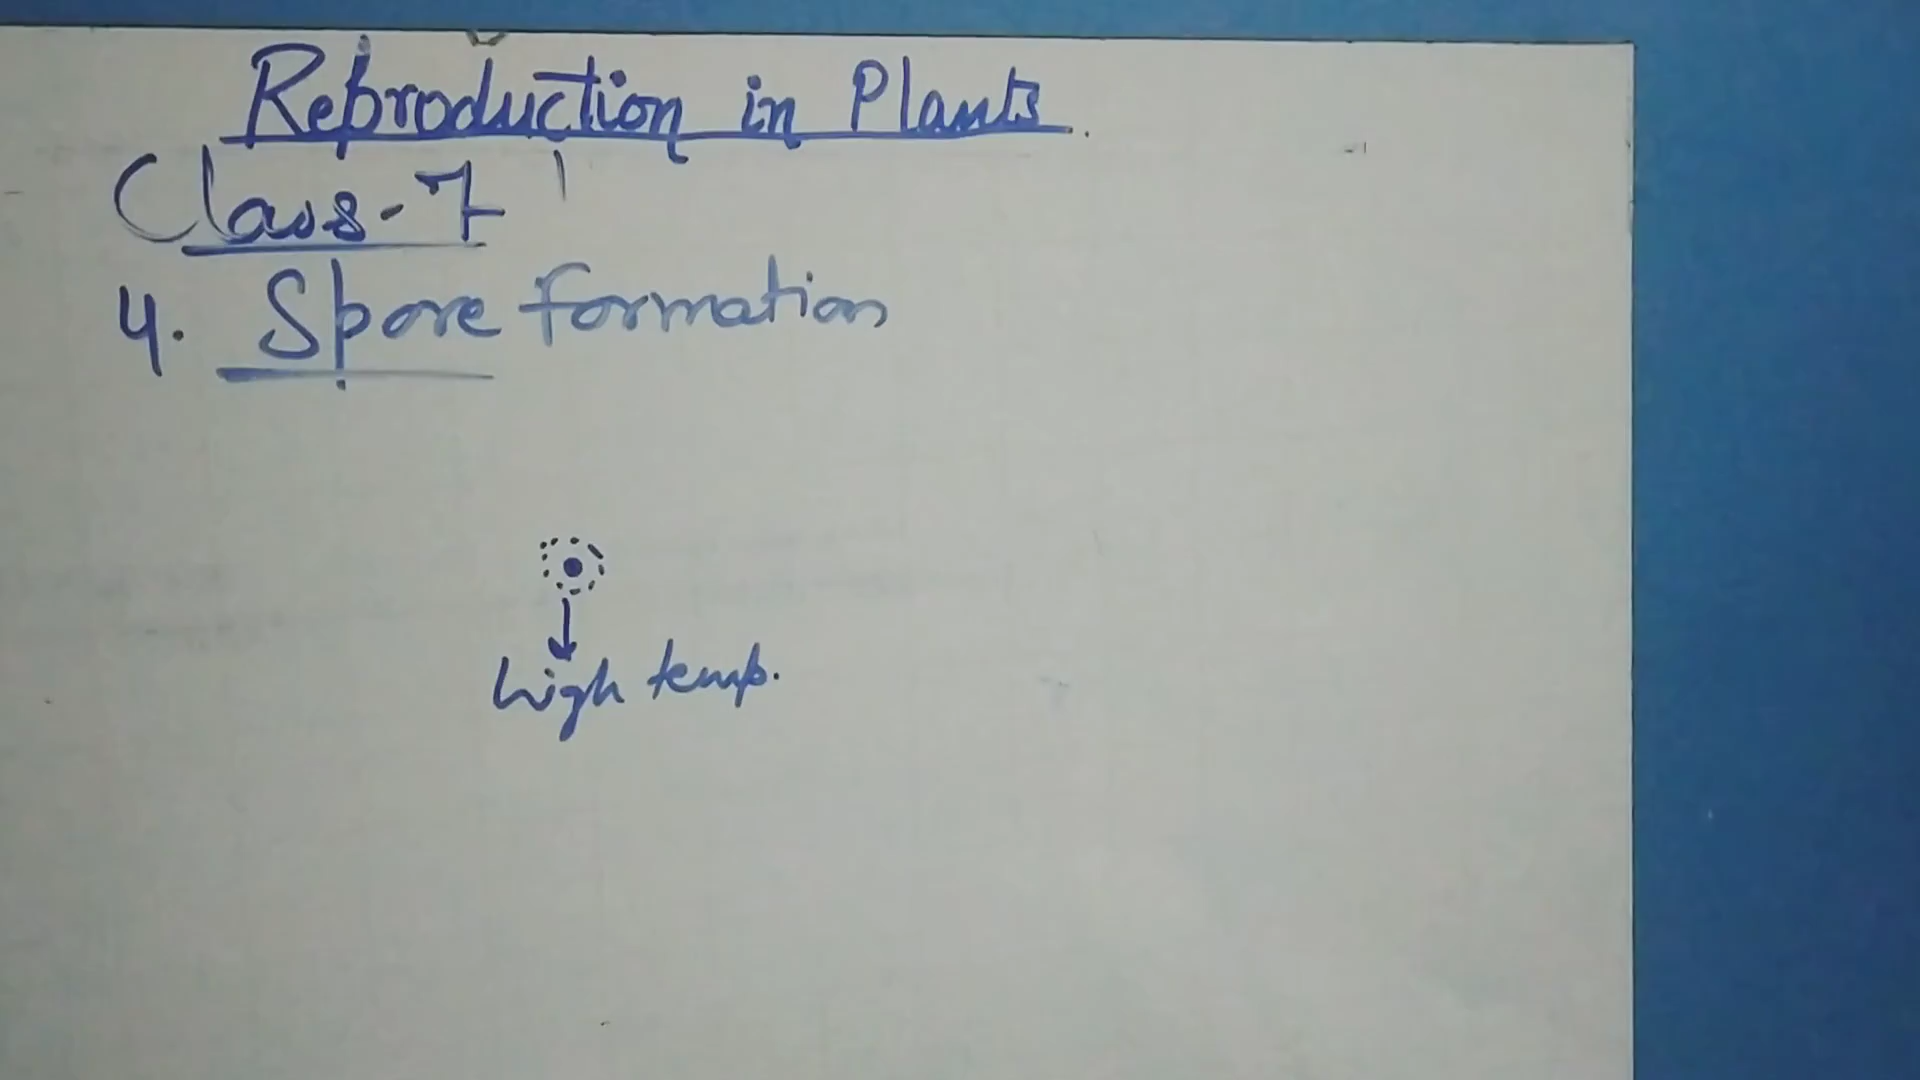 Reproduction in Plants
Class-7
4. Spore formation
high temp.